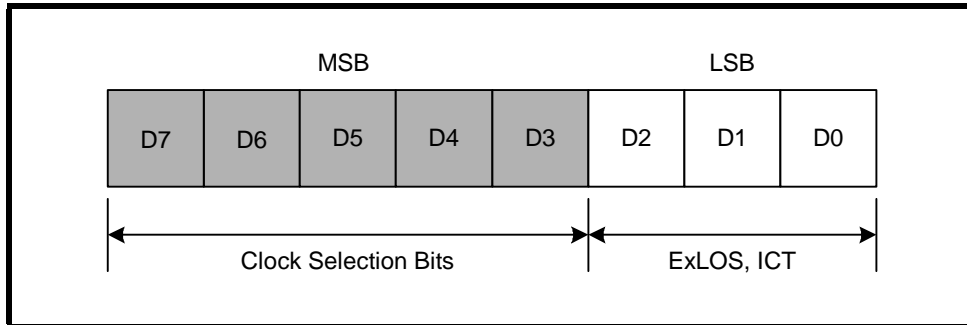 MSB LSB
D7 D6 D5 D4 D3 D2 D1 D0
Clock Selection Bits ExLOS, ICT